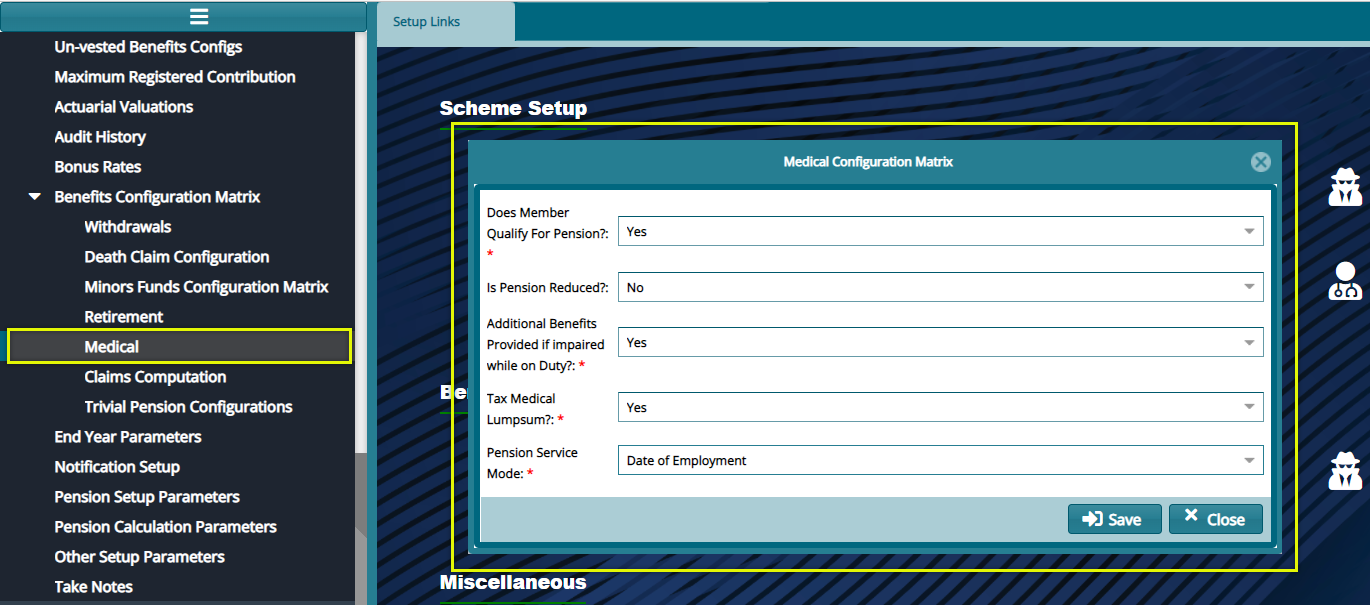 Setup Links
Un-vested Benefits Configs
Maximum Registered Contribution
Actuarial Valuations
Audit History
Bonus Rates
Benefits Configuration Matrix
Withdrawals
Death Claim Configuration
Minors Funds Configuration Matrix
Retirement
Medical
Claims Computation
Trivial Pension Configurations
End Year Parameters
Notification Setup
Pension Setup Parameters
Pension Calculation Parameters
Other Setup Parameters
Take Notes
Scheme Setup
Medical Configuration Matrix
Does Member
Qualify For Pension?:
*
Yes
Is Pension Reduced?:
No
Additional Benefits
Provided if impaired
while on Duty?: *
Yes
Tax Medical
Lumpsum?: *
Yes
Pension Service
Mode: *
Date of Employment
Save
Close
Miscellaneous